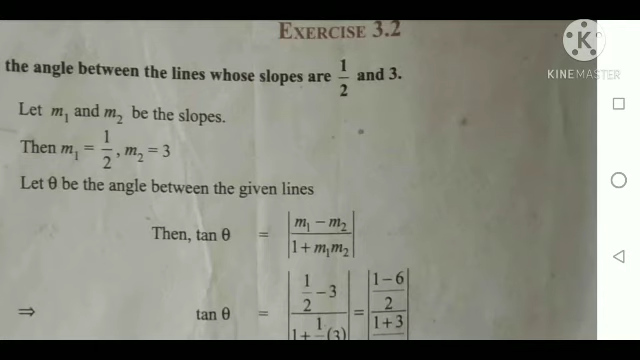 EXERCISE 3.2
KINEMASTER
the angle between the lines whose slopes are 1/2 and 3.
Let m₁ and m₂ be the slopes.
Then m₁ = 1/2, m₂ = 3
Let θ be the angle between the given lines
Then, tan θ = |(m₁ – m₂)/(1 + m₁m₂)|
⇒ tan θ = |(1/2 – 3)/(1 + 1/2 (3))| = |((1 – 6)/2)/(1 + 3)|